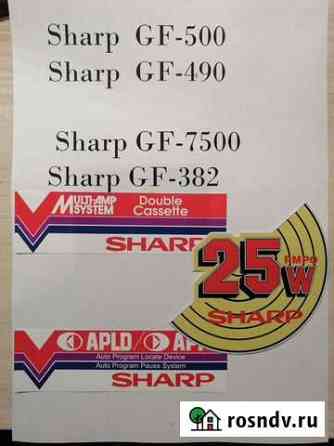 Sharp GF-500
Sharp GF-490
Sharp GF-7500
Sharp GF-382
MULTI-AMP SYSTEM
Double Cassette
SHARP
25W
PMPO
SHARP
APLD/
Auto Program Locate Device
Auto Program Pause System
SHARP
rosndv.ru